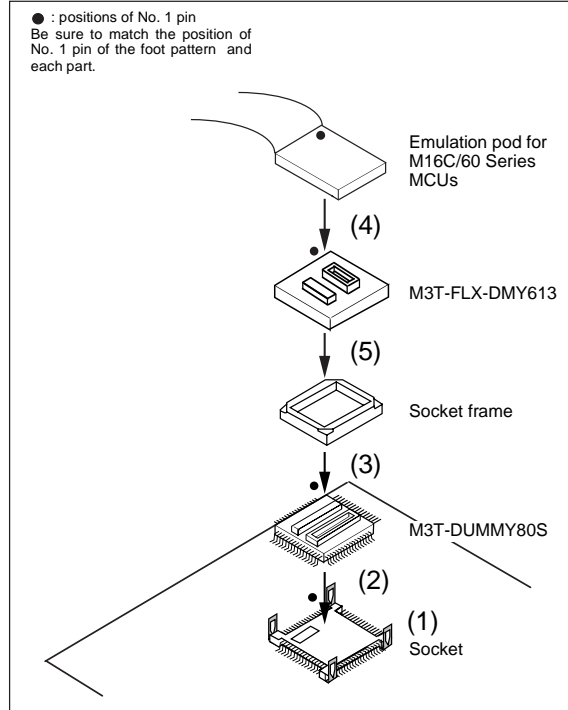 ● : positions of No. 1 pin
Be sure to match the position of
No. 1 pin of the foot pattern and
each part.
Emulation pod for
M16C/60 Series
MCUs
(4)
M3T-FLX-DMY613
(5)
Socket frame
(3)
M3T-DUMMY80S
(2)
(1)
Socket